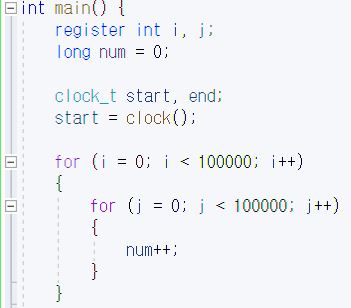 int main() {
register int i, j;
long num = 0;
clock_t start, end;
start = clock();
for (i = 0; i < 100000; i++)
{
for (j = 0; j < 100000; j++)
{
num++;
}
}